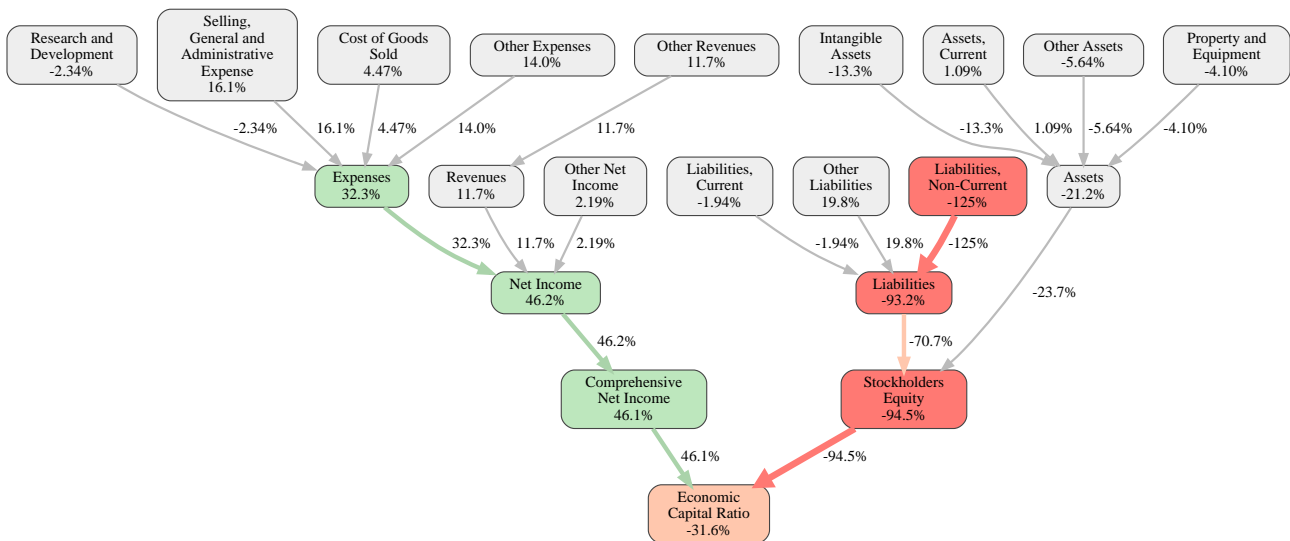 Research and
Development
-2.34%
Selling,
General and
Administrative
Expense
16.1%
Cost of Goods
Sold
4.47%
Other Expenses
14.0%
Other Revenues
11.7%
Intangible
Assets
-13.3%
Assets,
Current
1.09%
Other Assets
-5.64%
Property and
Equipment
-4.10%
-2.34%
16.1%
4.47%
14.0%
11.7%
-13.3%
1.09%
-5.64%
-4.10%
Expenses
32.3%
Revenues
11.7%
Other Net
Income
2.19%
Liabilities,
Current
-1.94%
Other
Liabilities
19.8%
Liabilities,
Non-Current
-125%
Assets
-21.2%
32.3%
11.7%
2.19%
-1.94%
19.8%
-125%
Net Income
46.2%
Liabilities
-93.2%
-23.7%
46.2%
-70.7%
Comprehensive
Net Income
46.1%
Stockholders
Equity
-94.5%
46.1%
-94.5%
Economic
Capital Ratio
-31.6%